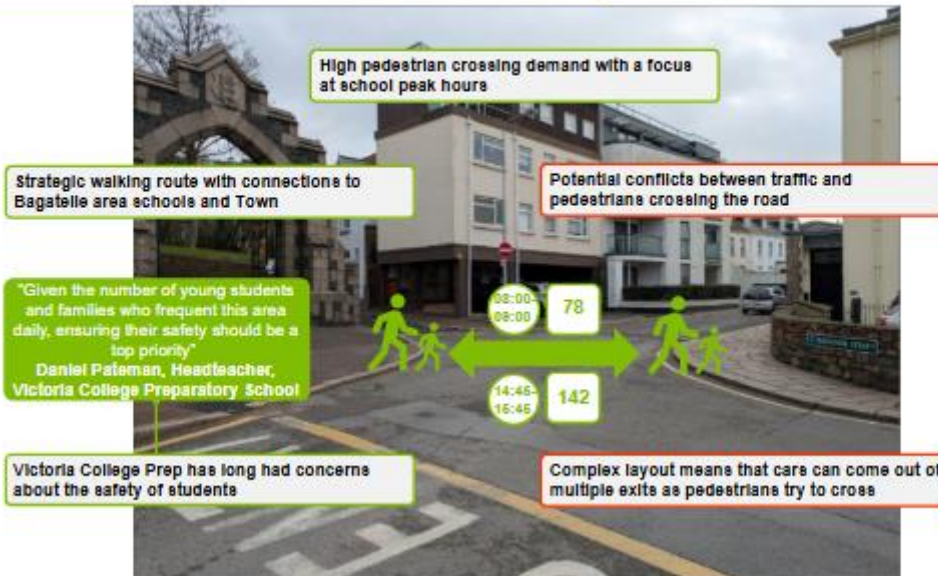 High pedestrian crossing demand with a focus
at school peak hours
Strategic walking route with connections to
Bagatelle area schools and Town
Potential conflicts between traffic and
pedestrians crossing the road
"Given the number of young students
and families who frequent this area
daily, ensuring their safety should be a
top priority"
Daniel Pateman, Headteacher,
Victoria College Preparatory School
08:00-
09:00
78
14:45-
15:45
142
Victoria College Prep has long had concerns
about the safety of students
Complex layout means that cars can come out of
multiple exits as pedestrians try to cross